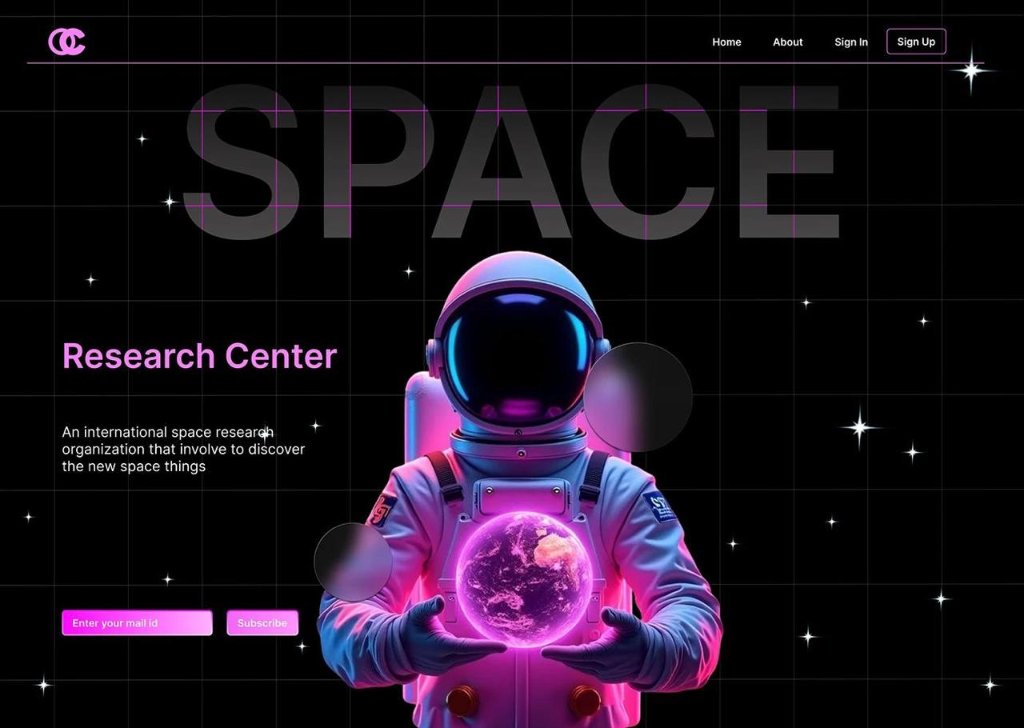 Home About Sign In Sign Up
SPACE
Research Center
An international space research
organization that involve to discover
the new space things
Enter your mail id Subscribe